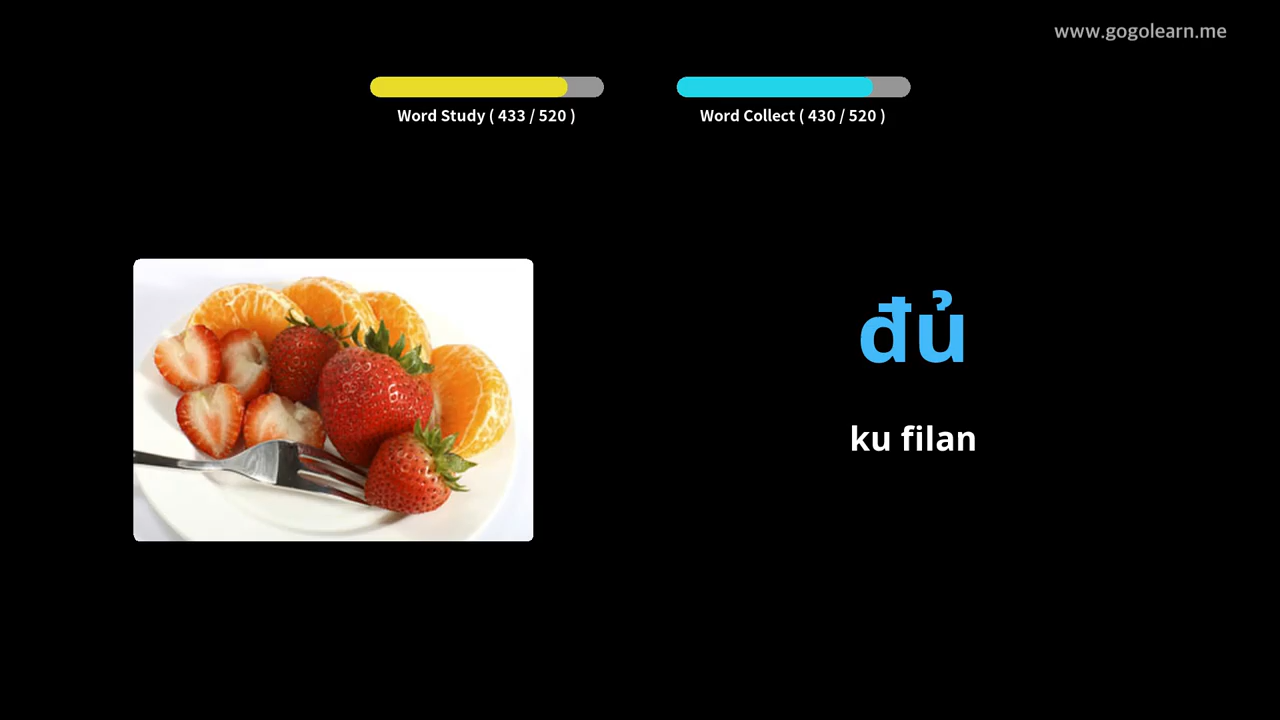 www.gogolearn.me
Word Study ( 433 / 520 )
Word Collect ( 430 / 520 )
đủ
ku filan